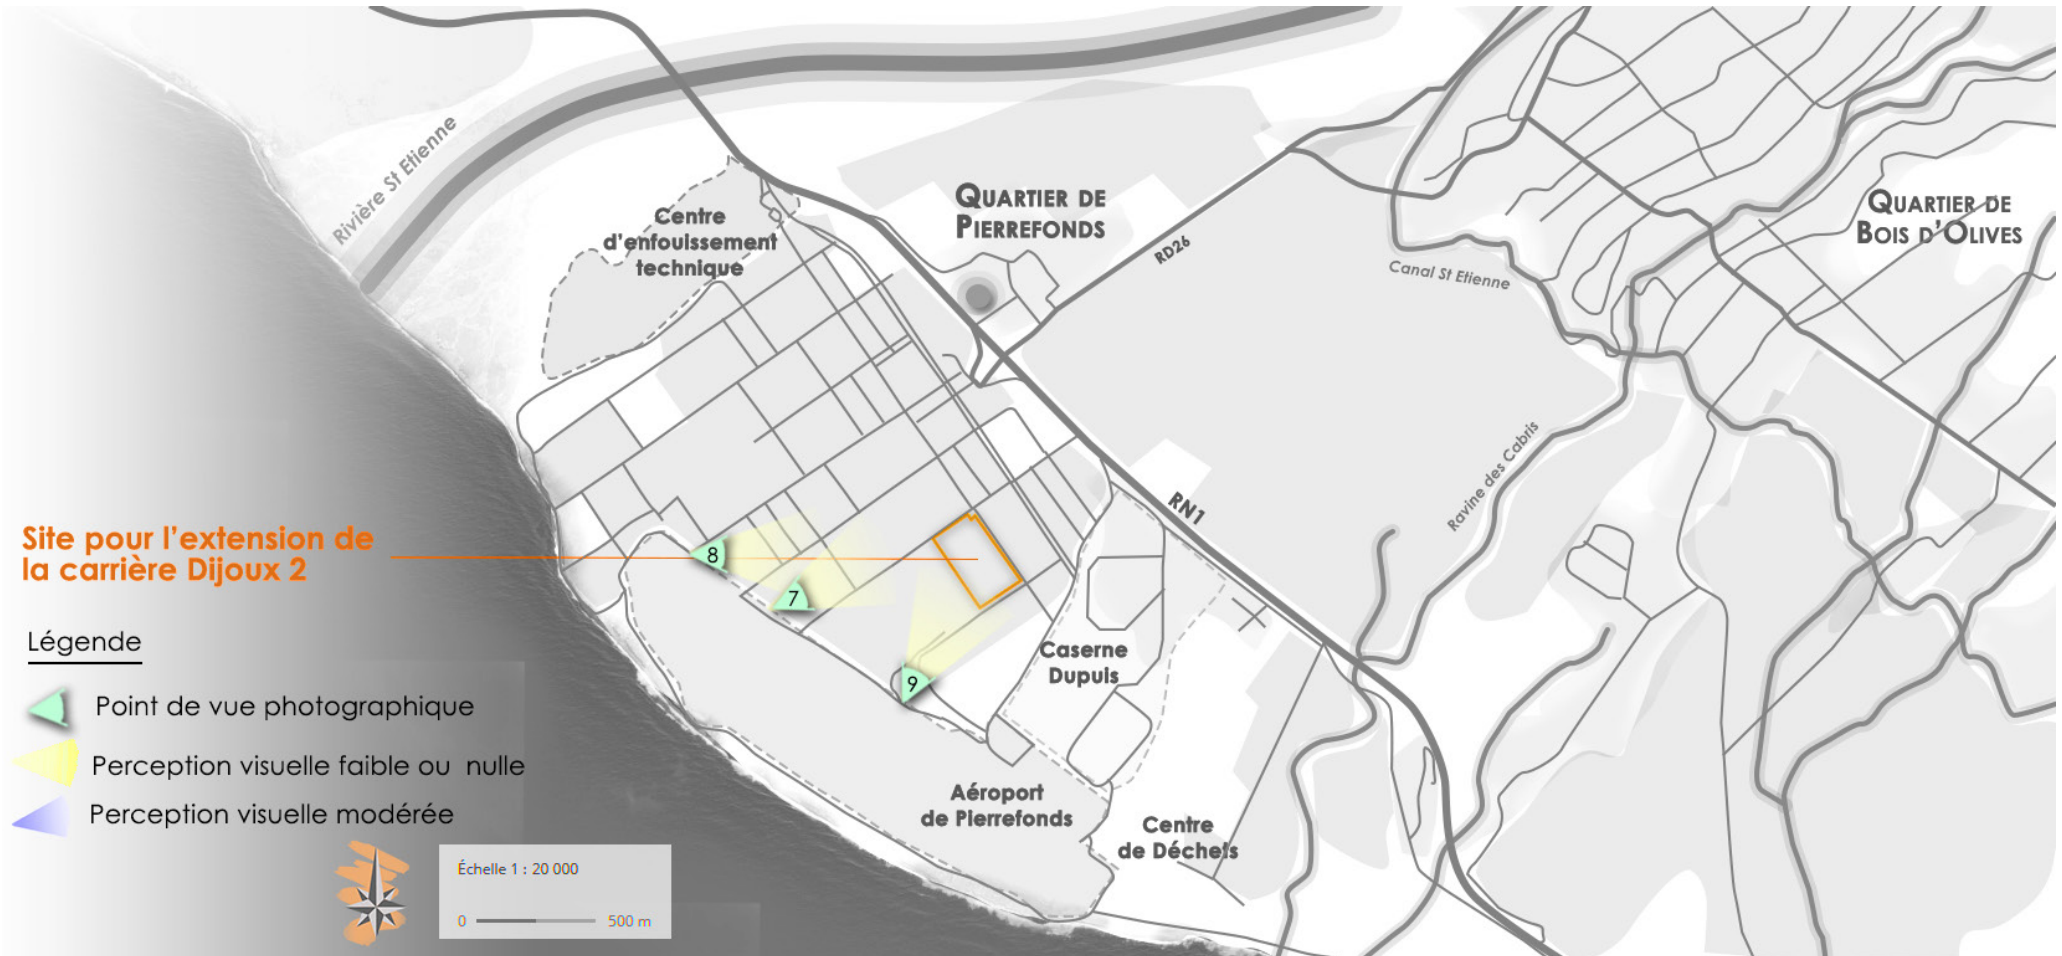 Rivière St Etienne
Centre
d'enfouissement
technique
QUARTIER DE
PIERREFONDS
RD26
Canal St Etienne
QUARTIER DE
BOIS D'OLIVES
Ravine des Cabris
RN1
Site pour l'extension de
la carrière Dijoux 2
8
7
9
Légende
Point de vue photographique
Perception visuelle faible ou nulle
Perception visuelle modérée
Caserne
Dupuis
Aéroport
de Pierrefonds
Centre
de Déchets
Échelle 1 : 20 000
0 500 m